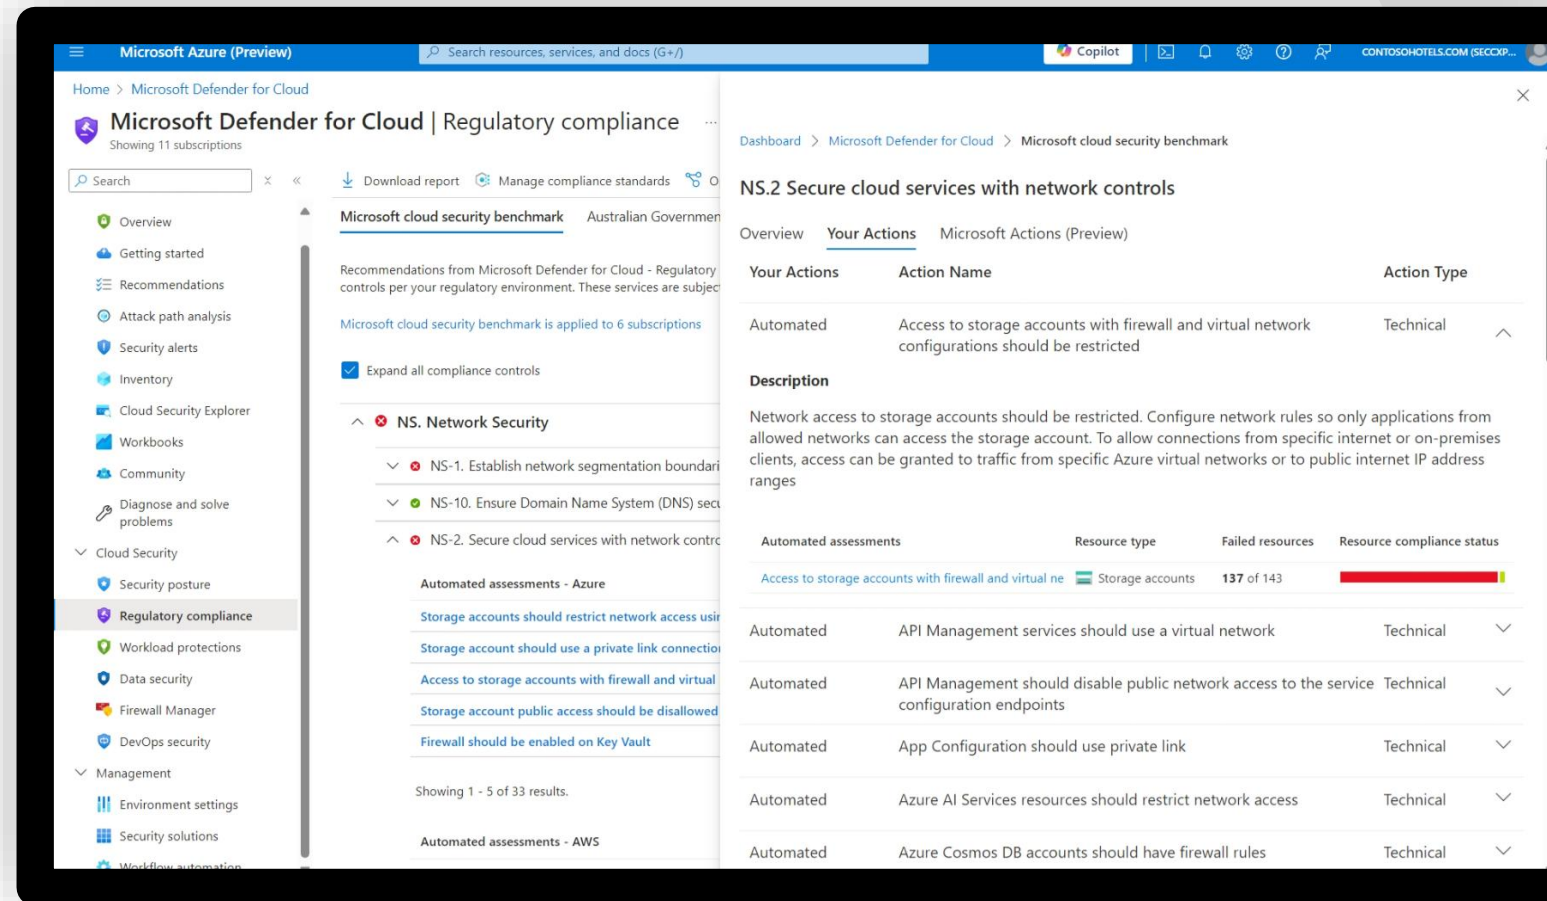 Microsoft Azure (Preview)
Search resources, services, and docs (G+/)
Copilot
CONTOSOHOTELS.COM (SECCXP...
Home > Microsoft Defender for Cloud
Microsoft Defender for Cloud | Regulatory compliance ...
Showing 11 subscriptions
Search
Overview
Getting started
Recommendations
Attack path analysis
Security alerts
Inventory
Cloud Security Explorer
Workbooks
Community
Diagnose and solve
problems
Cloud Security
Security posture
Regulatory compliance
Workload protections
Data security
Firewall Manager
DevOps security
Management
Environment settings
Security solutions
Workflow automation
Download report
Manage compliance standards
O
Microsoft cloud security benchmark
Australian Governmen
Recommendations from Microsoft Defender for Cloud - Regulatory
controls per your regulatory environment. These services are subjec
Microsoft cloud security benchmark is applied to 6 subscriptions
Expand all compliance controls
NS. Network Security
NS-1. Establish network segmentation boundari
NS-10. Ensure Domain Name System (DNS) secu
NS-2. Secure cloud services with network contro
Automated assessments - Azure
Storage accounts should restrict network access usin
Storage account should use a private link connection
Access to storage accounts with firewall and virtual
Storage account public access should be disallowed
Firewall should be enabled on Key Vault
Showing 1 - 5 of 33 results.
Automated assessments - AWS
Dashboard > Microsoft Defender for Cloud > Microsoft cloud security benchmark
NS.2 Secure cloud services with network controls
Overview
Your Actions
Microsoft Actions (Preview)
Your Actions
Action Name
Action Type
Automated
Access to storage accounts with firewall and virtual network
configurations should be restricted
Technical
Description
Network access to storage accounts should be restricted. Configure network rules so only applications from
allowed networks can access the storage account. To allow connections from specific internet or on-premises
clients, access can be granted to traffic from specific Azure virtual networks or to public internet IP address
ranges
Automated assessments
Resource type
Failed resources
Resource compliance status
Access to storage accounts with firewall and virtual ne
Storage accounts
137 of 143
Automated
API Management services should use a virtual network
Technical
Automated
API Management should disable public network access to the service
configuration endpoints
Technical
Automated
App Configuration should use private link
Technical
Automated
Azure AI Services resources should restrict network access
Technical
Automated
Azure Cosmos DB accounts should have firewall rules
Technical